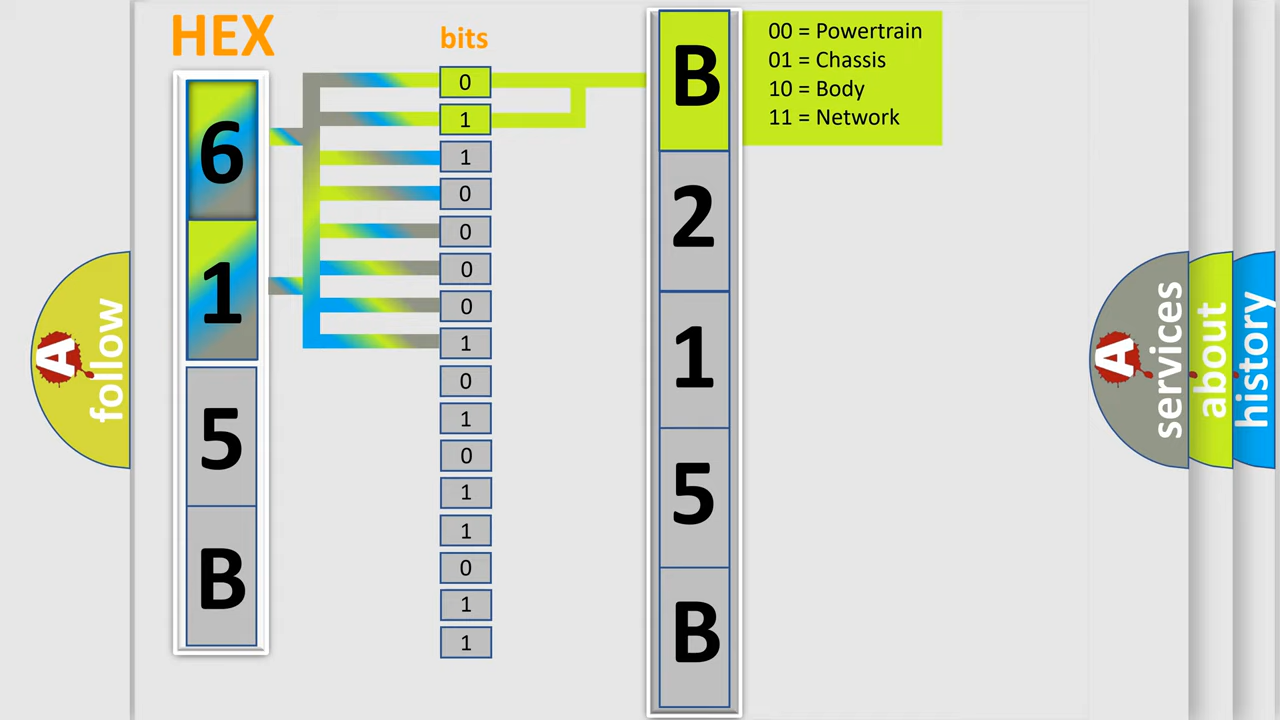 HEX
bits
6
1
5
B
0
1
1
0
0
0
0
1
0
1
0
1
1
0
1
1
B
2
1
5
B
00 = Powertrain
01 = Chassis
10 = Body
11 = Network
A
follow
A
services
about
history